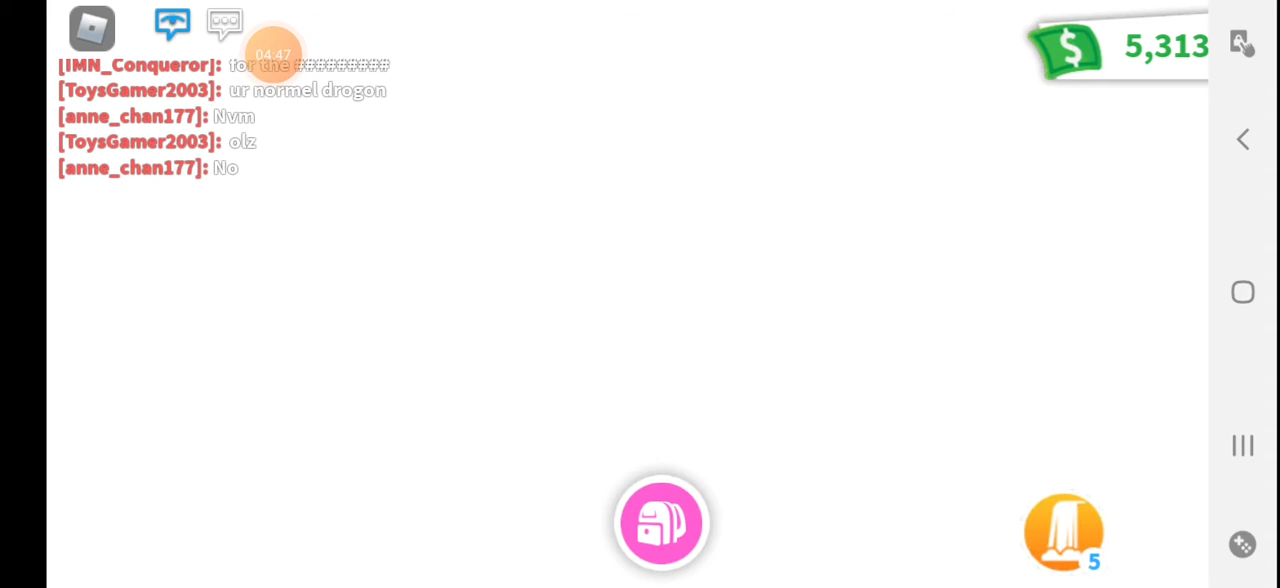 04:47
[IMN_Conqueror]: for the #########
[ToysGamer2003]: ur normel drogon
[anne_chan177]: Nvm
[ToysGamer2003]: olz
[anne_chan177]: No
$ 5,313
5